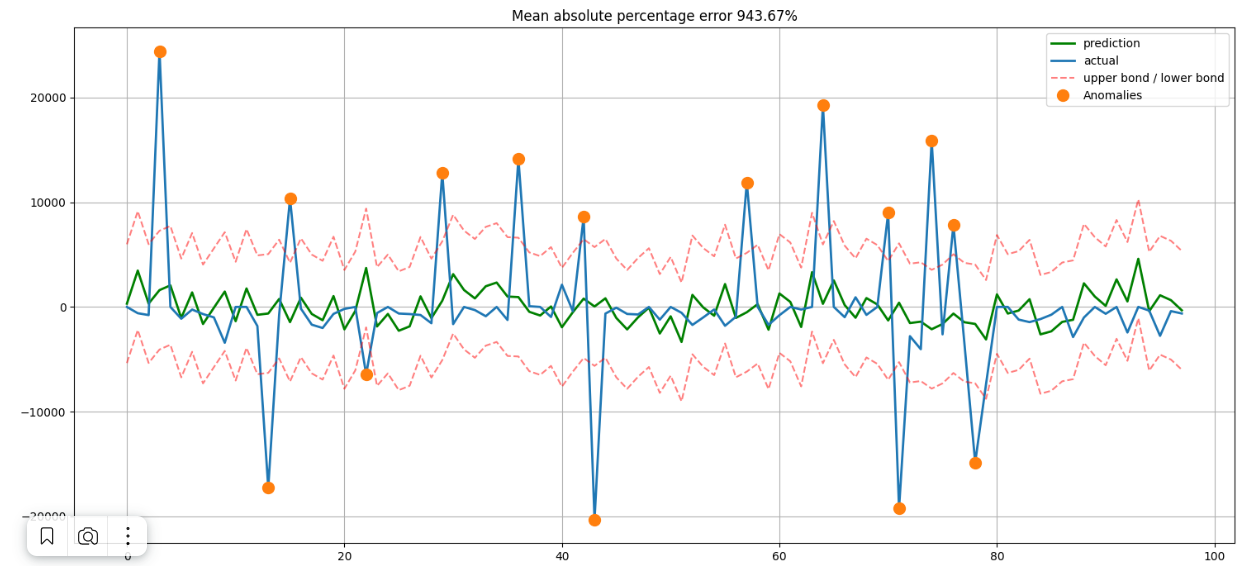 Mean absolute percentage error 943.67%
prediction
actual
upper bond / lower bond
Anomalies
20000
10000
0
−10000
−20000
0
20
40
60
80
100